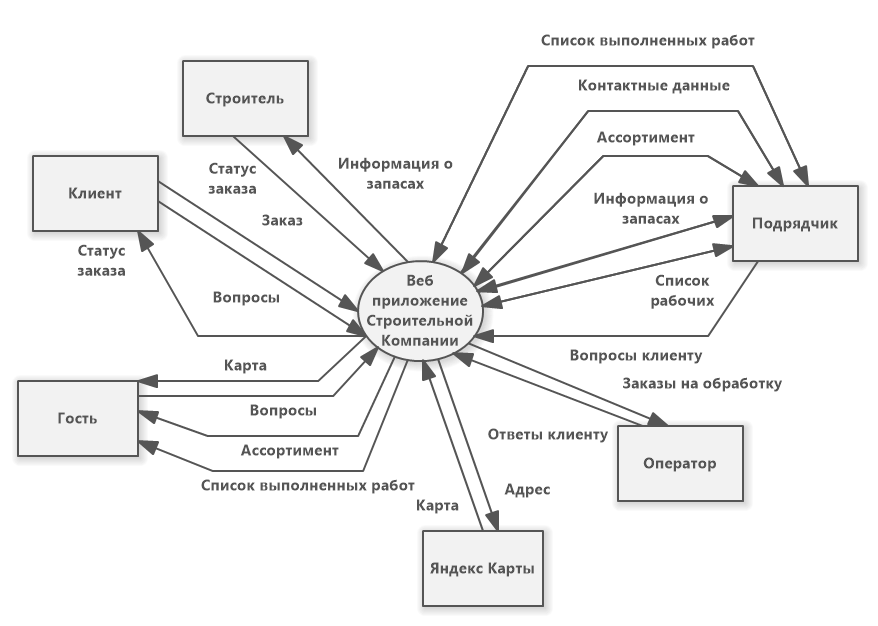 Список выполненных работ
Контактные данные
Строитель
Ассортимент
Информация о
запасах
Статус
заказа
Клиент
Заказ
Информация о
запасах
Подрядчик
Статус
заказа
Вопросы
Веб
приложение
Строительной
Компании
Список
рабочих
Карта
Вопросы клиенту
Заказы на обработку
Гость
Вопросы
Ассортимент
Список выполненных работ
Ответы клиенту
Оператор
Карта
Адрес
Яндекс Карты